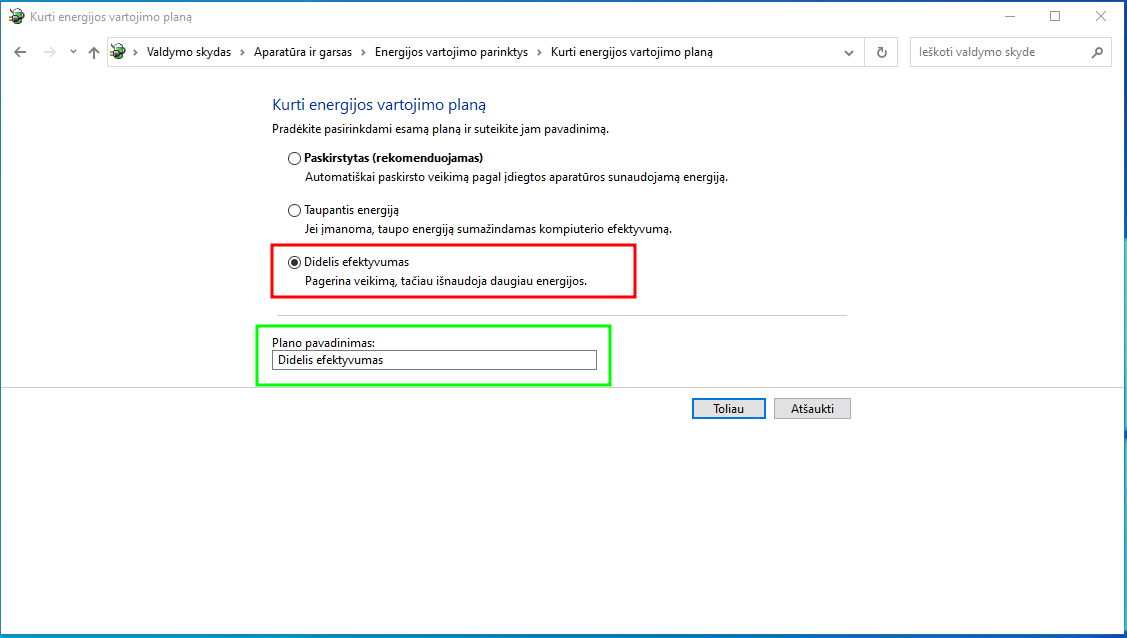 Kurti energijos vartojimo planą
Valdymo skydas › Aparatūra ir garsas › Energijos vartojimo parinktys › Kurti energijos vartojimo planą
Ieškoti valdymo skyde
Kurti energijos vartojimo planą
Pradėkite pasirinkdami esamą planą ir suteikite jam pavadinimą.
Paskirstytas (rekomenduojamas)
Automatiškai paskirsto veikimą pagal įdiegtos aparatūros sunaudojamą energiją.
Taupantis energiją
Jei įmanoma, taupo energiją sumažindamas kompiuterio efektyvumą.
Didelis efektyvumas
Pagerina veikimą, tačiau išnaudoja daugiau energijos.
Plano pavadinimas:
Didelis efektyvumas
Toliau Atšaukti